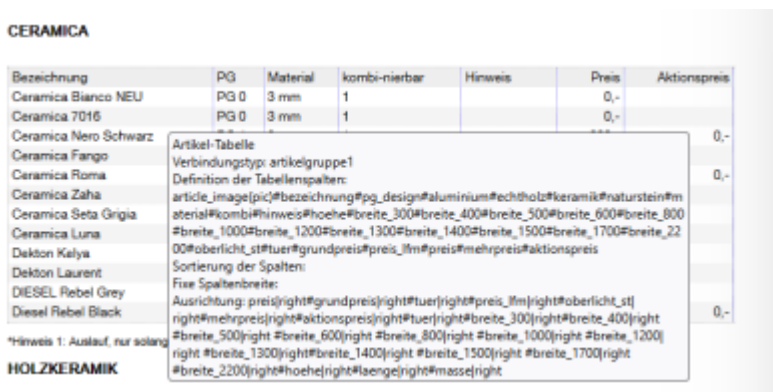 CERAMICA
Bezeichnung PG Material kombi-nierbar Hinweis Preis Aktionspreis
Ceramica Bianco NEU PG 0 3 mm 1 0,-
Ceramica 7016 PG 0 3 mm 1 0,-
Ceramica Nero Schwarz 0,-
Ceramica Fango
Ceramica Roma 0,-
Ceramica Zaha
Ceramica Seta Grigia
Ceramica Luna
Dekton Kelya
Dekton Laurent
DIESEL Rebel Grey
Diesel Rebel Black 0,-
Artikel-Tabelle
Verbindungstyp: artikelgruppe1
Definition der Tabellenspalten:
article_image(pic)#bezeichnung#pg_design#aluminium#echtholz#keramik#naturstein#m
aterial#kombi#hinweis#hoehe#breite_300#breite_400#breite_500#breite_600#breite_800
#breite_1000#breite_1200#breite_1300#breite_1400#breite_1500#breite_1700#breite_22
00#oberlicht_st#tuer#grundpreis#preis_lfm#preis#mehrpreis#aktionspreis
Sortierung der Spalten:
Fixe Spaltenbreite:
Ausrichtung: preis|right#grundpreis|right#tuer|right#preis_lfm|right#oberlicht_st|
right#mehrpreis|right#aktionspreis|right#tuer|right#breite_300|right#breite_400|right
#breite_500|right #breite_600|right #breite_800|right #breite_1000|right #breite_1200|
right #breite_1300|right#breite_1400|right #breite_1500|right #breite_1700|right
#breite_2200|right#hoehe|right#laenge|right#masse|right
*Hinweis 1: Auslauf, nur solang
HOLZKERAMIK